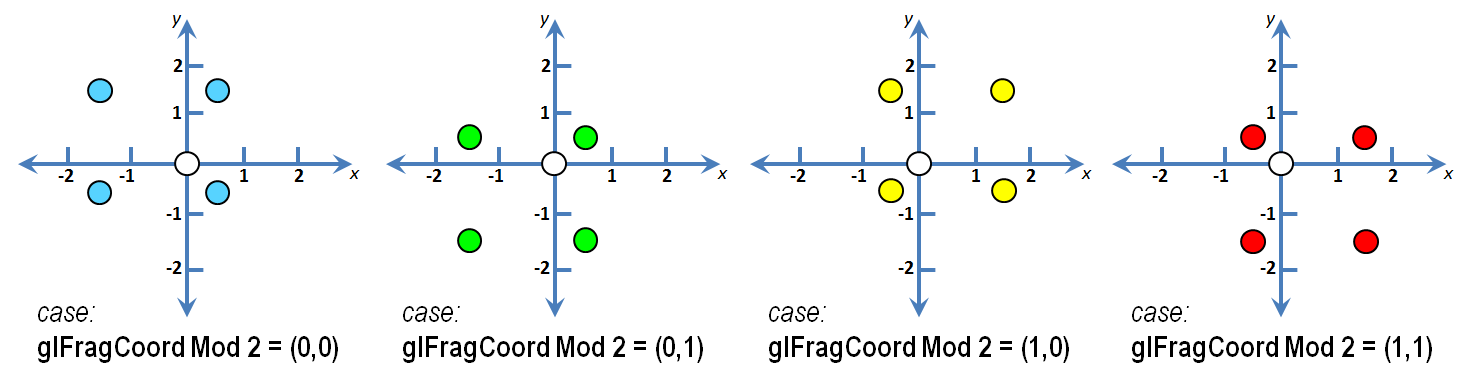 y
2
1
-2
-1
1
2
x
-1
-2
case:
glFragCoord Mod 2 = (0,0)
y
2
1
-2
-1
1
2
x
-1
-2
case:
glFragCoord Mod 2 = (0,1)
y
2
1
-2
-1
1
2
x
-1
-2
case:
glFragCoord Mod 2 = (1,0)
y
2
1
-2
-1
1
2
x
-1
-2
case:
glFragCoord Mod 2 = (1,1)